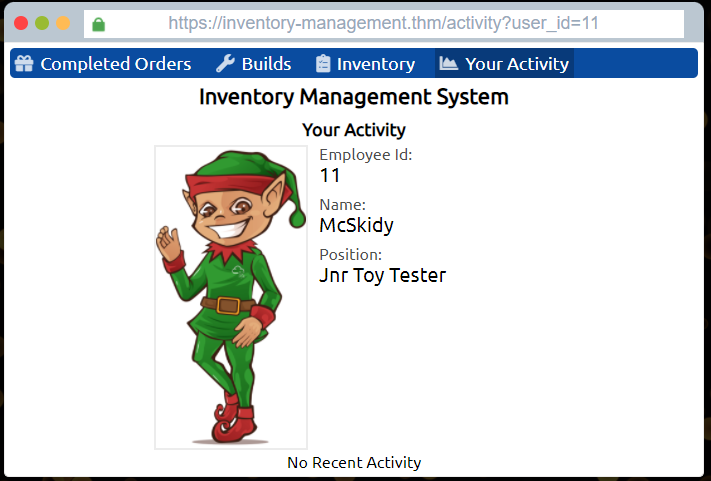 https://inventory-management.thm/activity?user_id=11
Completed Orders Builds Inventory Your Activity
Inventory Management System
Your Activity
Employee Id:
11
Name:
McSkidy
Position:
Jnr Toy Tester
No Recent Activity